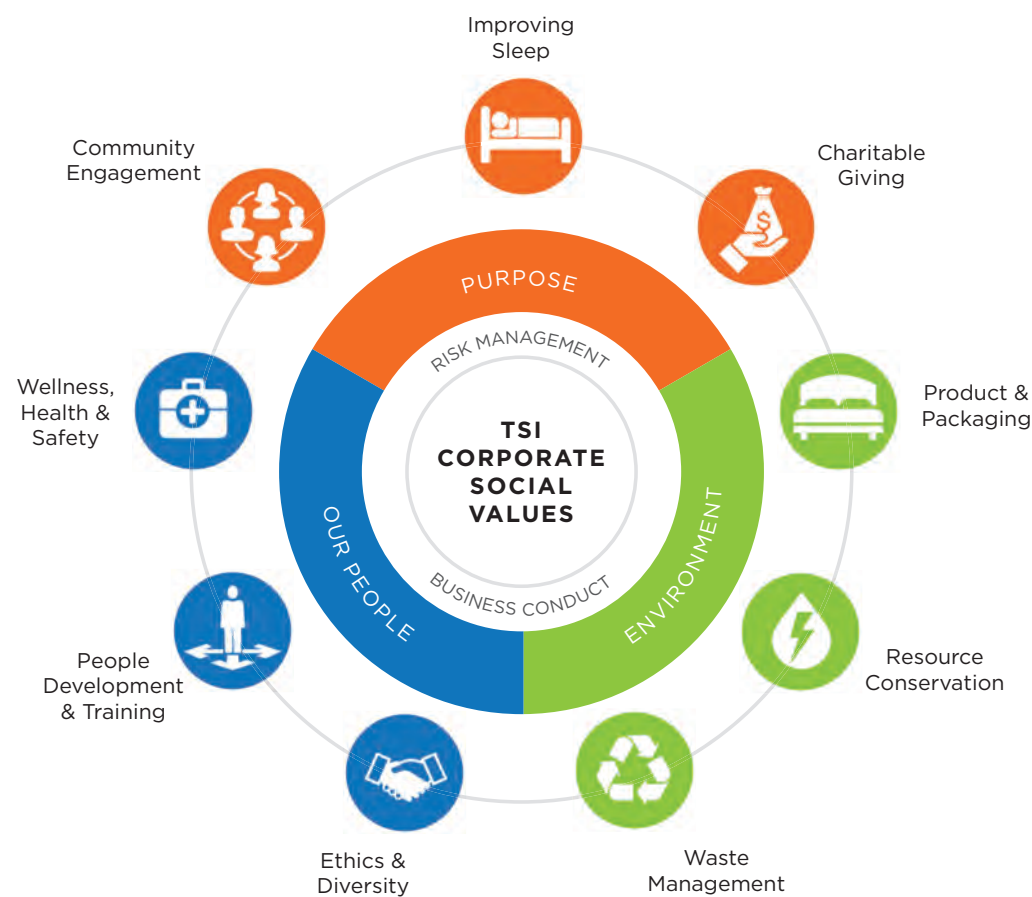 Improving
Sleep
Community
Engagement
Charitable
Giving
PURPOSE
RISK MANAGEMENT
Wellness,
Health &
Safety
Product &
Packaging
TSI
CORPORATE
SOCIAL
VALUES
OUR PEOPLE
ENVIRONMENT
BUSINESS CONDUCT
$
People
Development
& Training
Resource
Conservation
Ethics &
Diversity
Waste
Management